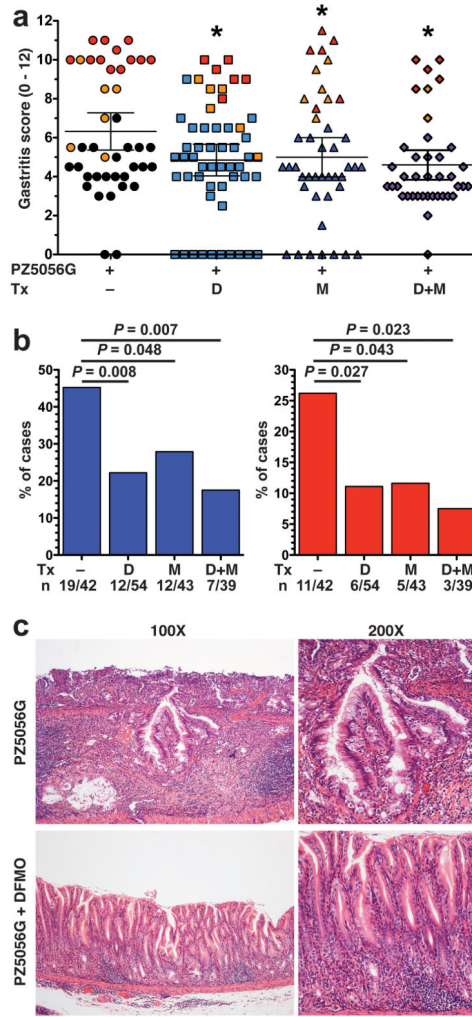 a
Gastritis score (0 - 12)
12
10
8
6
4
2
0
* * *
PZ5056G + + + +
Tx – D M D+M
b
P = 0.007
P = 0.048
P = 0.008
% of cases
50
40
30
20
10
0
Tx – D M D+M
n 19/42 12/54 12/43 7/39
P = 0.023
P = 0.043
P = 0.027
% of cases
30
25
20
15
10
5
0
Tx – D M D+M
n 11/42 6/54 5/43 3/39
c
100X 200X
PZ5056G
PZ5056G + DFMO